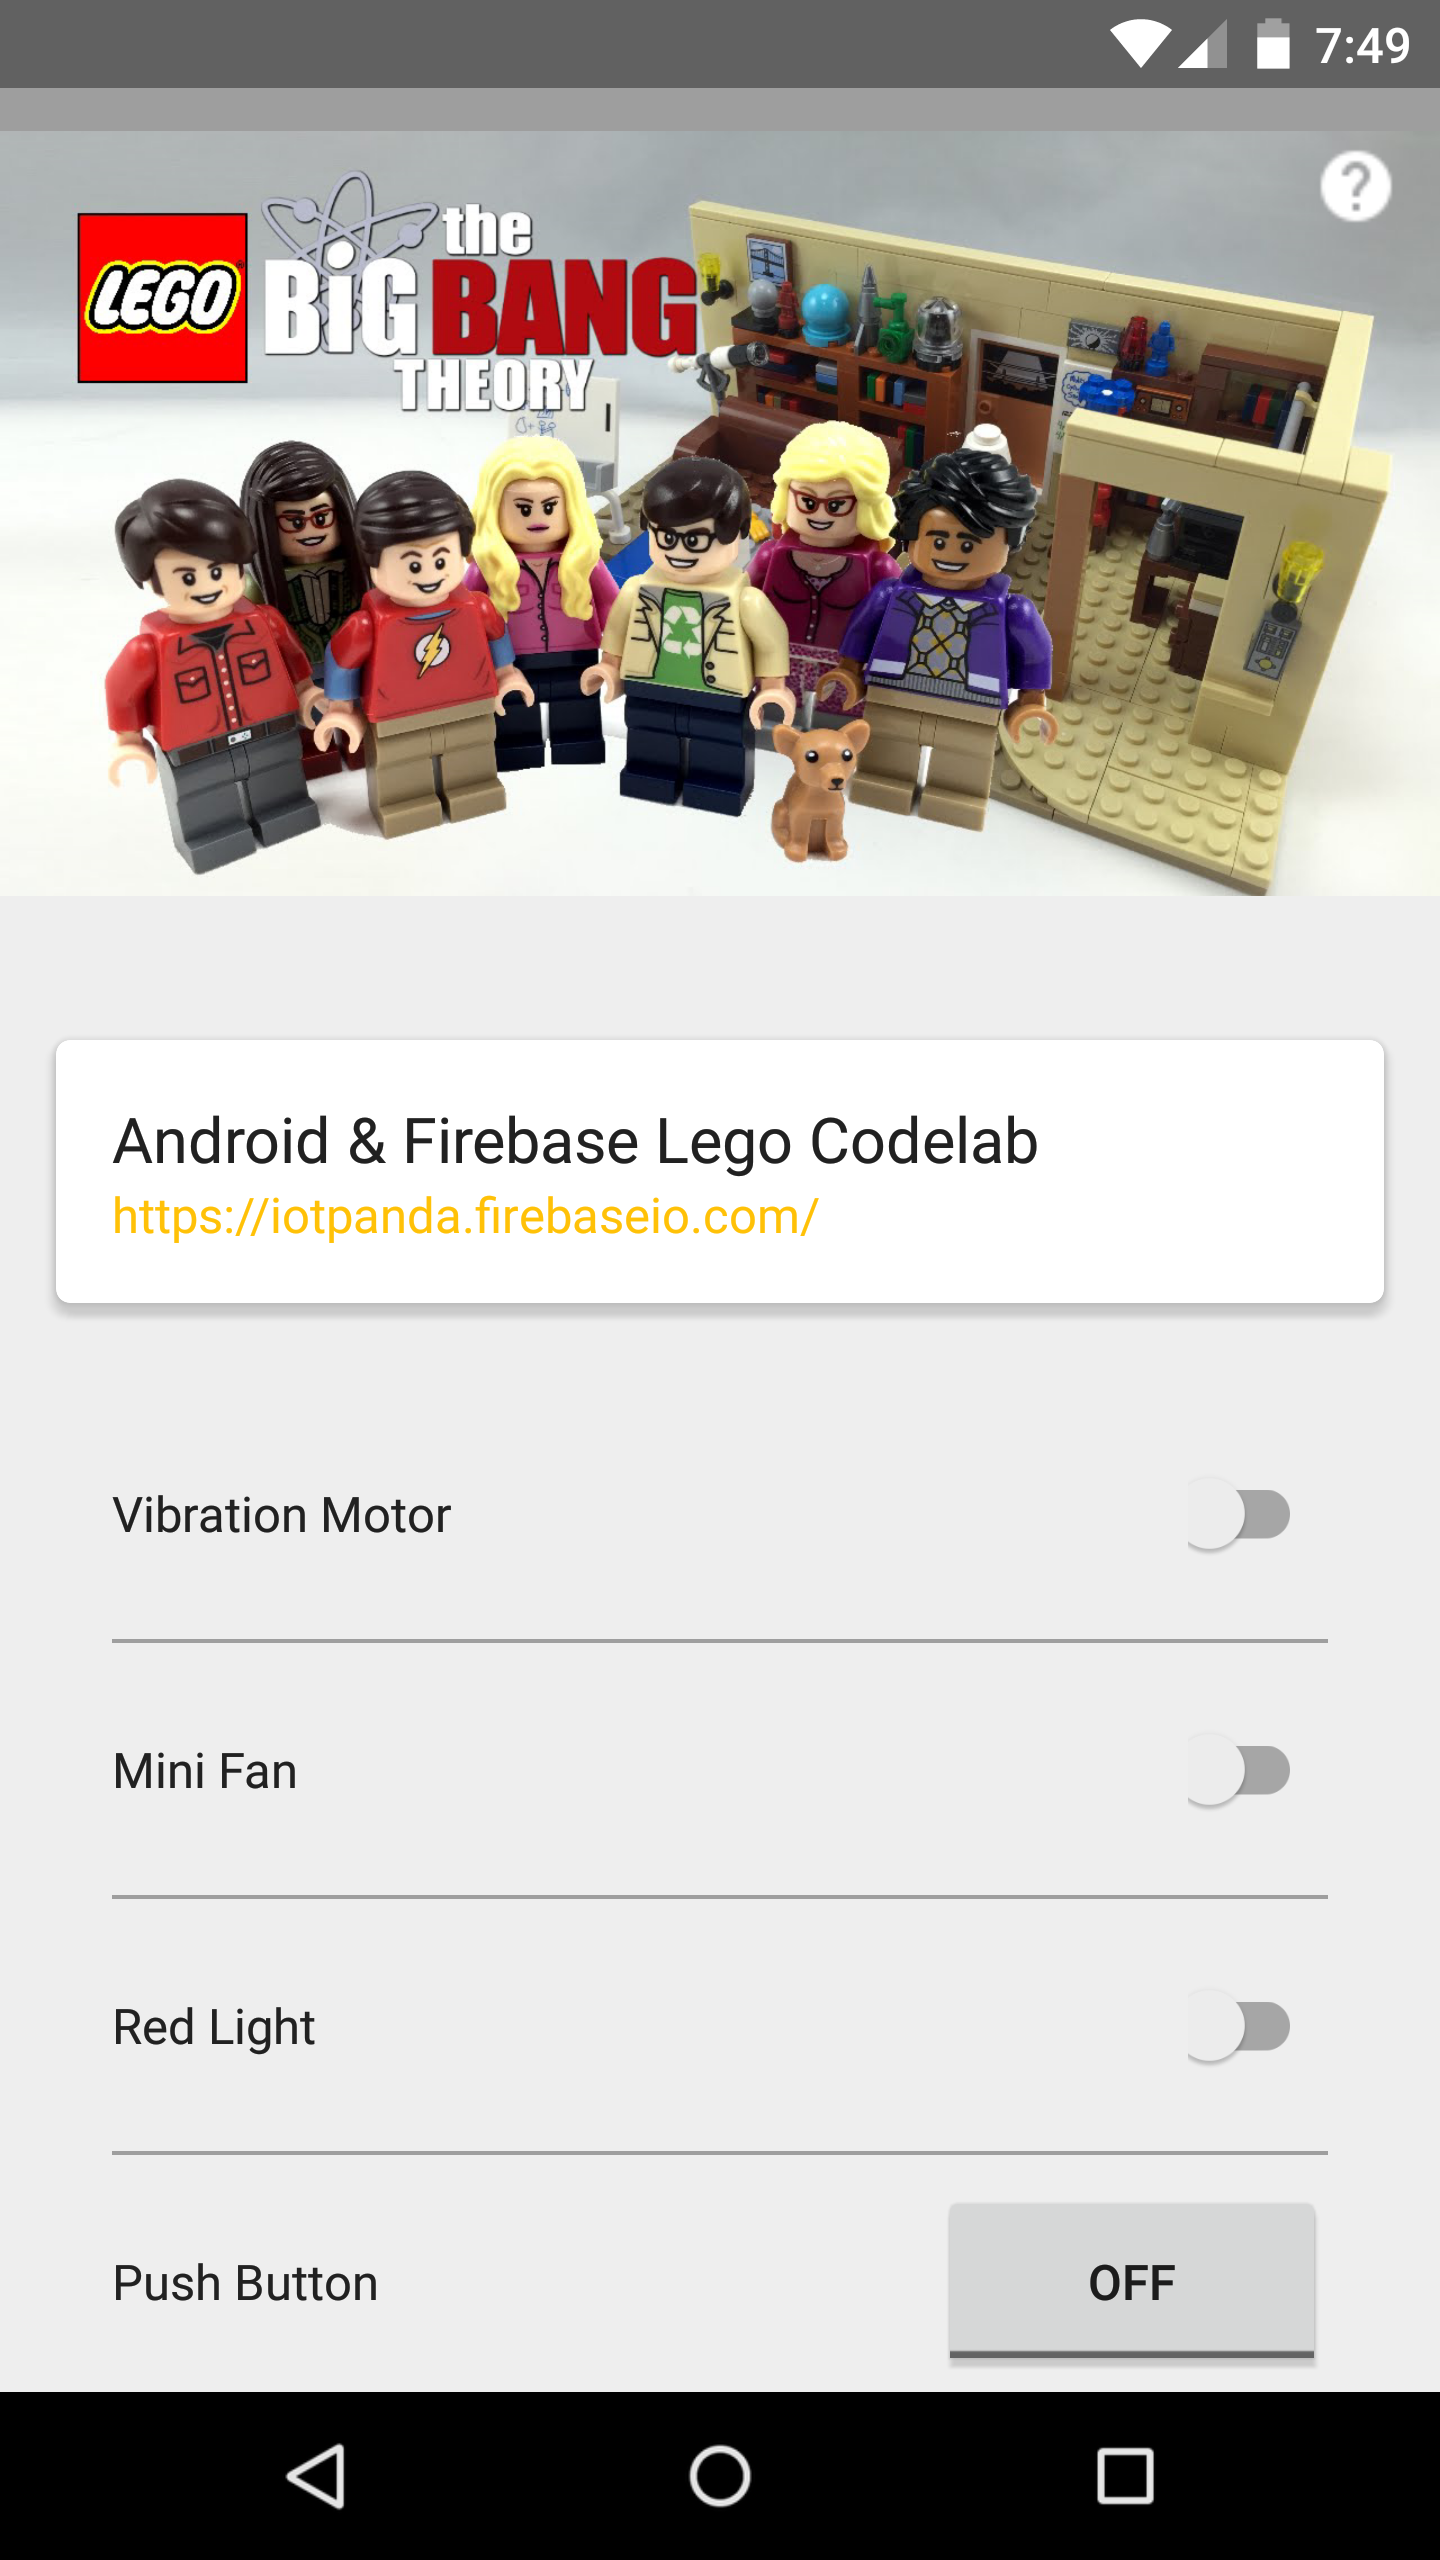 7:49
LEGO
the
BiG BANG
THEORY
Android & Firebase Lego Codelab
https://iotpanda.firebaseio.com/
Vibration Motor
Mini Fan
Red Light
Push Button OFF